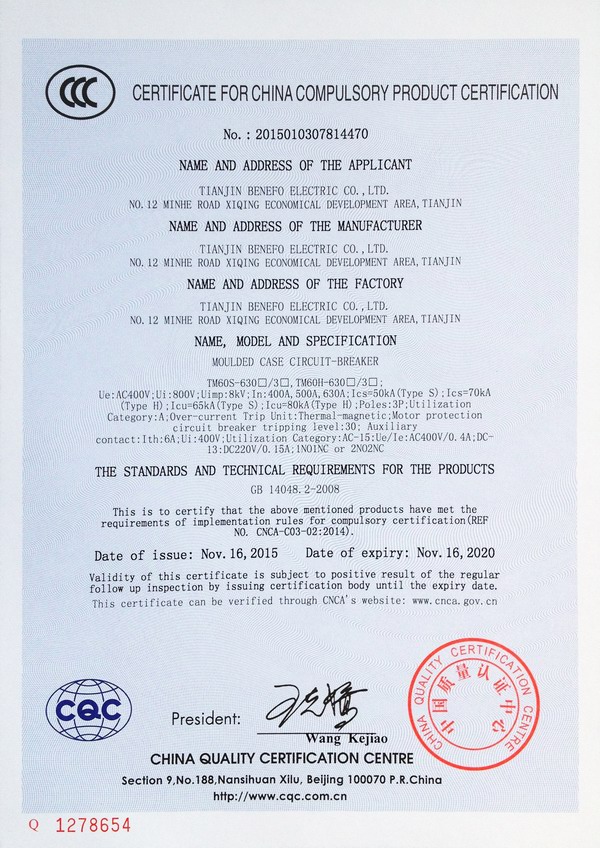 CCC
CERTIFICATE FOR CHINA COMPULSORY PRODUCT CERTIFICATION
No. : 2015010307814470
NAME AND ADDRESS OF THE APPLICANT
TIANJIN BENEFO ELECTRIC CO., LTD.
NO. 12 MINHE ROAD XIQING ECONOMICAL DEVELOPMENT AREA, TIANJIN
NAME AND ADDRESS OF THE MANUFACTURER
TIANJIN BENEFO ELECTRIC CO., LTD.
NO. 12 MINHE ROAD XIQING ECONOMICAL DEVELOPMENT AREA, TIANJIN
NAME AND ADDRESS OF THE FACTORY
TIANJIN BENEFO ELECTRIC CO., LTD.
NO. 12 MINHE ROAD XIQING ECONOMICAL DEVELOPMENT AREA, TIANJIN
NAME, MODEL AND SPECIFICATION
MOULDED CASE CIRCUIT-BREAKER
TM60S-630□/3□, TM60H-630□/3□;
Ue:AC400V;Ui:800V;Uimp:8kV;In:400A, 500A, 630A;Ics=50kA(Type S);Ics=70kA
(Type H);Icu=65kA(Type S);Icu=80kA(Type H);Poles:3P;Utilization
Category:A;Over-current Trip Unit:Thermal-magnetic;Motor protection
circuit breaker tripping level:30; Auxiliary
contact:Ith:6A;Ui:400V;Utilization Category:AC-15:Ue/Ie:AC400V/0.4A;DC-
13:DC220V/0.15A;1NO1NC or 2NO2NC
THE STANDARDS AND TECHNICAL REQUIREMENTS FOR THE PRODUCTS
GB 14048.2-2008
This is to certify that the above mentioned products have met the
requirements of implementation rules for compulsory certification(REF
NO. CNCA-C03-02:2014).
Date of issue: Nov. 16, 2015 Date of expiry: Nov. 16, 2020
Validity of this certificate is subject to positive result of the regular
follow up inspection by issuing certification body until the expiry date.
This certificate can be verified through CNCA's website: www.cnca.gov.cn
CQC
President:
王克娇
Wang Kejiao
CHINA QUALITY CERTIFICATION CENTRE
中国质量认证中心
CHINA QUALITY CERTIFICATION CENTRE
Section 9, No.188, Nansihuan Xilu, Beijing 100070 P.R.China
http://www.cqc.com.cn
Q 1278654